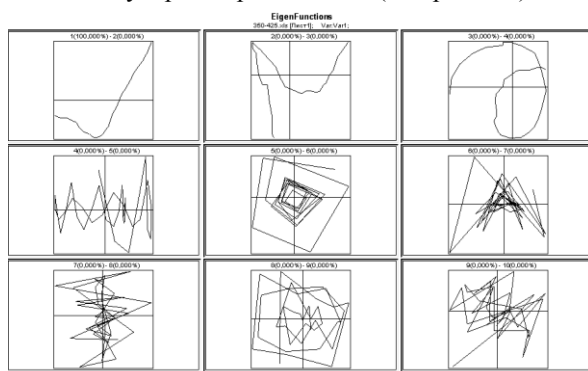 EigenFunctions
360-426.xls [Лист1]; Var:Var1;
1(100,000%) - 2(0,000%)
2(0,000%) - 3(0,000%)
3(0,000%) - 4(0,000%)
4(0,000%) - 5(0,000%)
5(0,000%) - 6(0,000%)
6(0,000%) - 7(0,000%)
7(0,000%) - 8(0,000%)
8(0,000%) - 9(0,000%)
9(0,000%) - 10(0,000%)